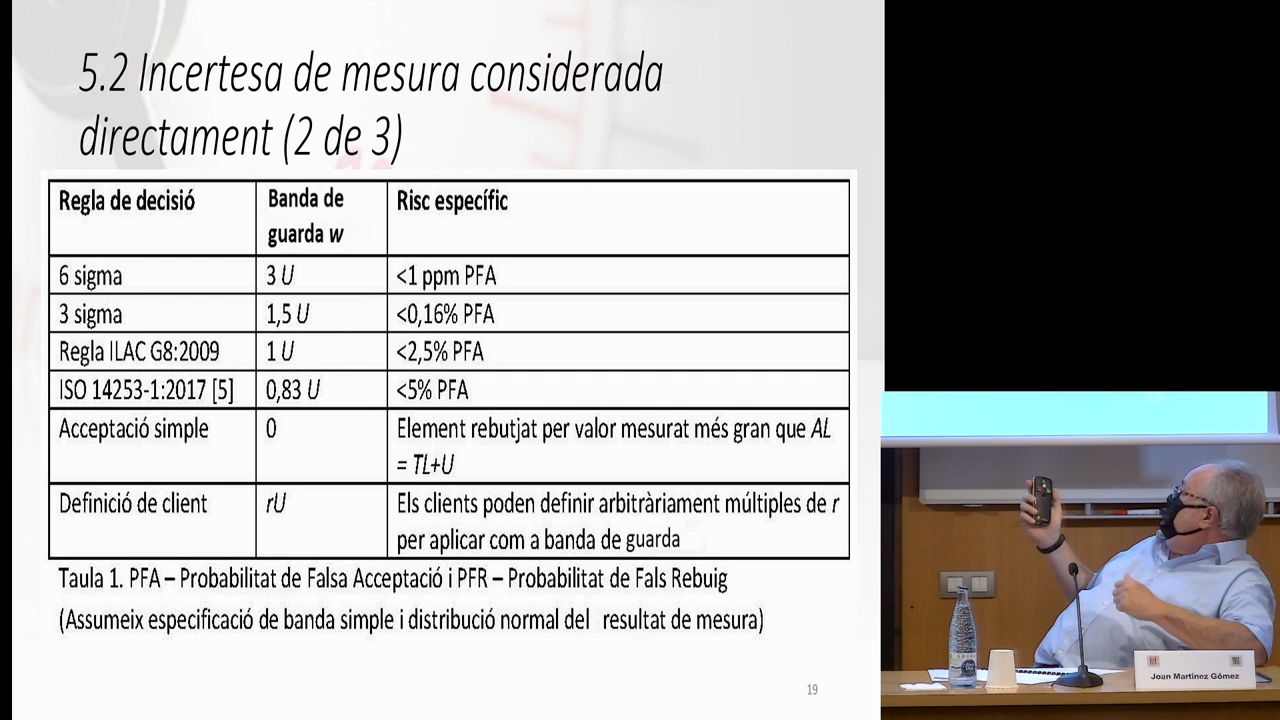 5.2 Incertesa de mesura considerada
directament (2 de 3)
Regla de decisió Banda de guarda w Risc específic
6 sigma 3 U <1 ppm PFA
3 sigma 1,5 U <0,16% PFA
Regla ILAC G8:2009 1 U <2,5% PFA
ISO 14253-1:2017 [5] 0,83 U <5% PFA
Acceptació simple 0 Element rebutjat per valor mesurat més gran que AL
= TL+U
Definició de client rU Els clients poden definir arbitràriament múltiples de r
per aplicar com a banda de guarda
Taula 1. PFA – Probabilitat de Falsa Acceptació i PFR – Probabilitat de Fals Rebuig
(Assumeix especificació de banda simple i distribució normal del resultat de mesura)
19
Joan Martínez Gómez